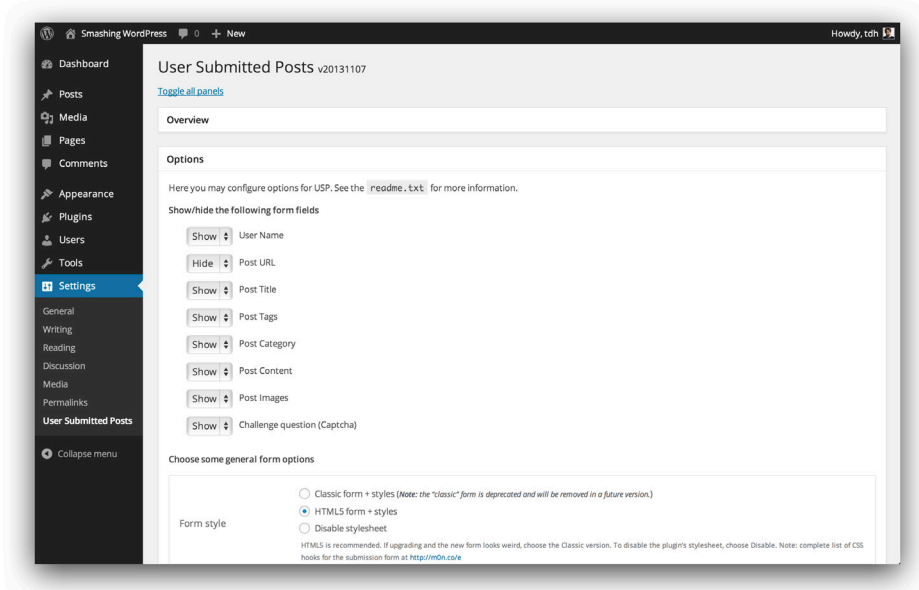 Smashing WordPress 0 + New Howdy, tdh
Dashboard
Posts
Media
Pages
Comments
Appearance
Plugins
Users
Tools
Settings
General
Writing
Reading
Discussion
Media
Permalinks
User Submitted Posts
Collapse menu
User Submitted Posts v20131107
Toggle all panels
Overview
Options
Here you may configure options for USP. See the readme.txt for more information.
Show/hide the following form fields
Show User Name
Hide Post URL
Show Post Title
Show Post Tags
Show Post Category
Show Post Content
Show Post Images
Show Challenge question (Captcha)
Choose some general form options
Form style
Classic form + styles (Note: the "classic" form is deprecated and will be removed in a future version.)
HTML5 form + styles
Disable stylesheet
HTML5 is recommended. If upgrading and the new form looks weird, choose the Classic version. To disable the plugin's stylesheet, choose Disable. Note: complete list of CSS
hooks for the submission form at http://m0n.co/e